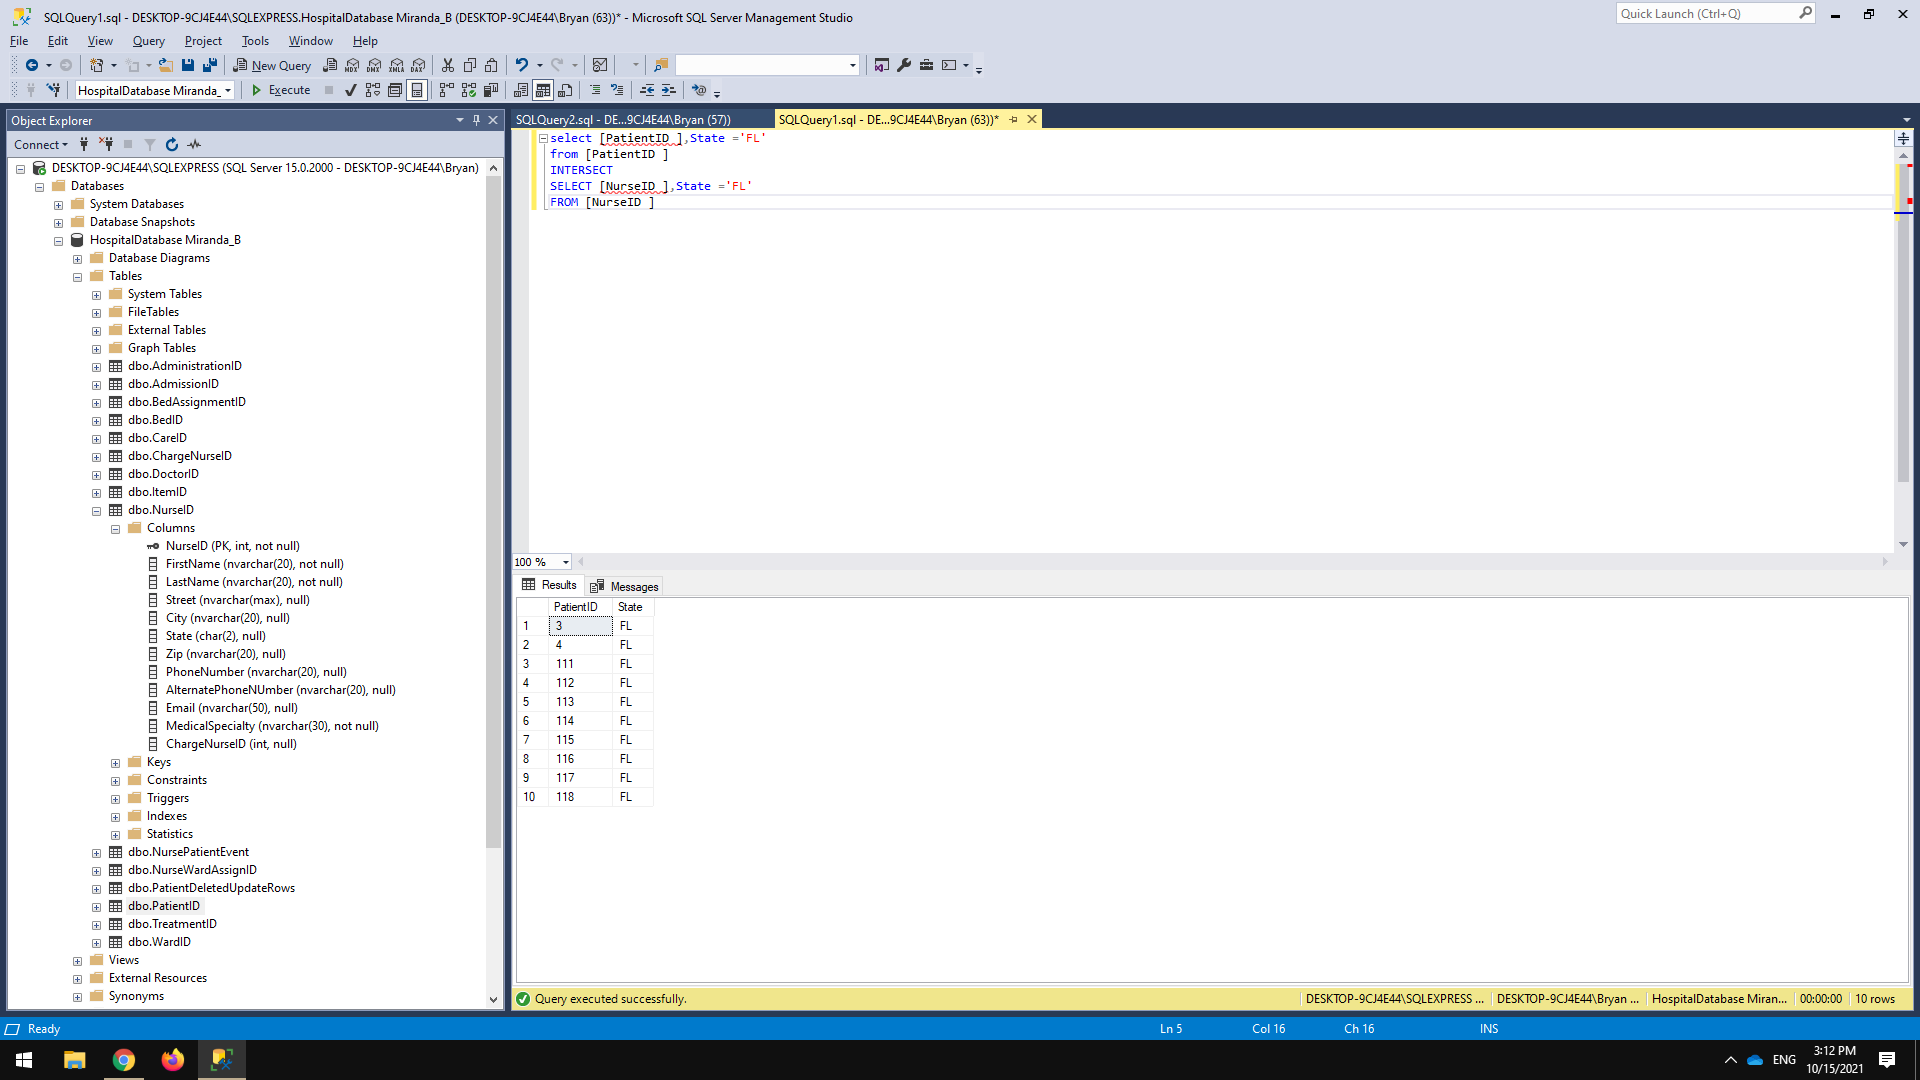 SQLQuery1.sql - DESKTOP-9CJ4E44\SQLEXPRESS.HospitalDatabase Miranda_B (DESKTOP-9CJ4E44\Bryan (63))* - Microsoft SQL Server Management Studio
Quick Launch (Ctrl+Q)
File Edit View Query Project Tools Window Help
New Query
MDX DMX XMLA DAX
HospitalDatabase Miranda_
Execute
Object Explorer
Connect
DESKTOP-9CJ4E44\SQLEXPRESS (SQL Server 15.0.2000 - DESKTOP-9CJ4E44\Bryan)
Databases
System Databases
Database Snapshots
HospitalDatabase Miranda_B
Database Diagrams
Tables
System Tables
FileTables
External Tables
Graph Tables
dbo.AdministrationID
dbo.AdmissionID
dbo.BedAssignmentID
dbo.BedID
dbo.CareID
dbo.ChargeNurseID
dbo.DoctorID
dbo.ItemID
dbo.NurseID
Columns
NurseID (PK, int, not null)
FirstName (nvarchar(20), not null)
LastName (nvarchar(20), not null)
Street (nvarchar(max), null)
City (nvarchar(20), null)
State (char(2), null)
Zip (nvarchar(20), null)
PhoneNumber (nvarchar(20), null)
AlternatePhoneNUmber (nvarchar(20), null)
Email (nvarchar(50), null)
MedicalSpecialty (nvarchar(30), not null)
ChargeNurseID (int, null)
Keys
Constraints
Triggers
Indexes
Statistics
dbo.NursePatientEvent
dbo.NurseWardAssignID
dbo.PatientDeletedUpdateRows
dbo.PatientID
dbo.TreatmentID
dbo.WardID
Views
External Resources
Synonyms
SQLQuery2.sql - DE...9CJ4E44\Bryan (57))
SQLQuery1.sql - DE...9CJ4E44\Bryan (63))*
select [PatientID ],State ='FL'
from [PatientID ]
INTERSECT
SELECT [NurseID ],State ='FL'
FROM [NurseID ]
100 %
Results Messages
PatientID State
1 3 FL
2 4 FL
3 111 FL
4 112 FL
5 113 FL
6 114 FL
7 115 FL
8 116 FL
9 117 FL
10 118 FL
Query executed successfully.
DESKTOP-9CJ4E44\SQLEXPRESS ... DESKTOP-9CJ4E44\Bryan ... HospitalDatabase Miran... 00:00:00 10 rows
Ready
Ln 5 Col 16 Ch 16 INS
ENG
3:12 PM
10/15/2021